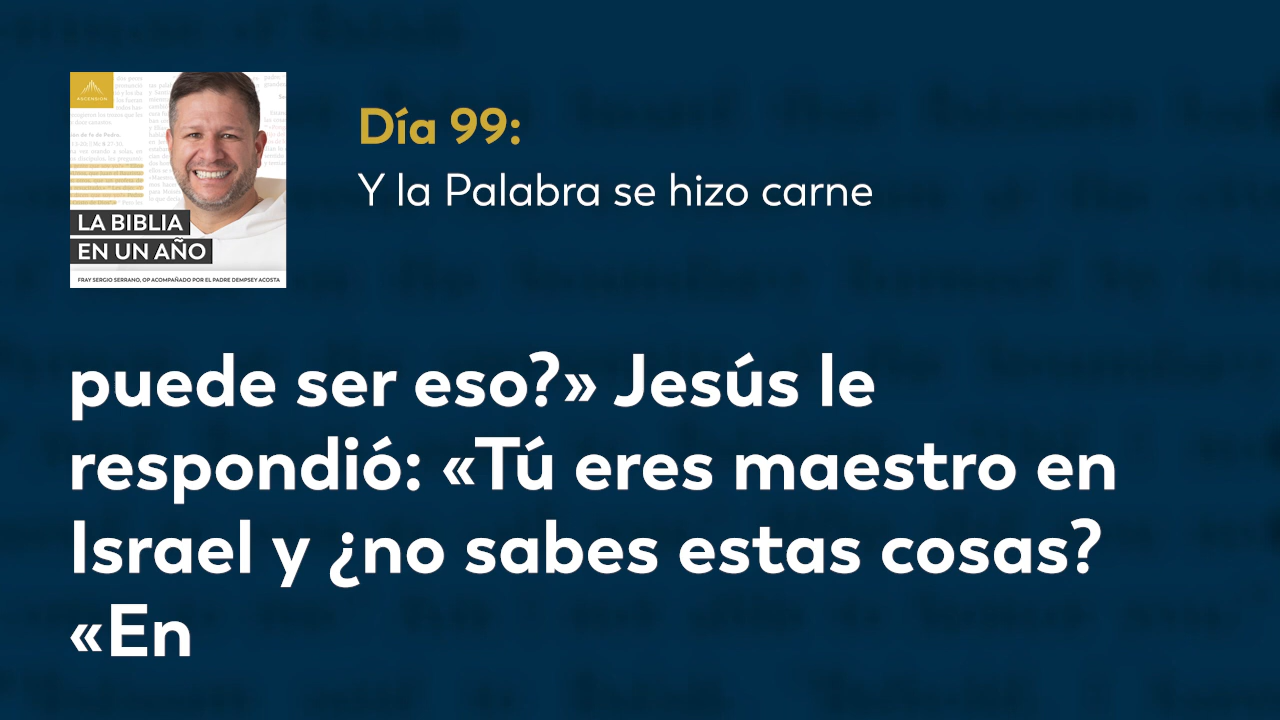 ASCENSION
LA BIBLIA
EN UN AÑO
FRAY SERGIO SERRANO, OP ACOMPAÑADO POR EL PADRE DEMPSEY ACOSTA
Día 99:
Y la Palabra se hizo carne
puede ser eso?» Jesús le
respondió: «Tú eres maestro en
Israel y ¿no sabes estas cosas?
«En